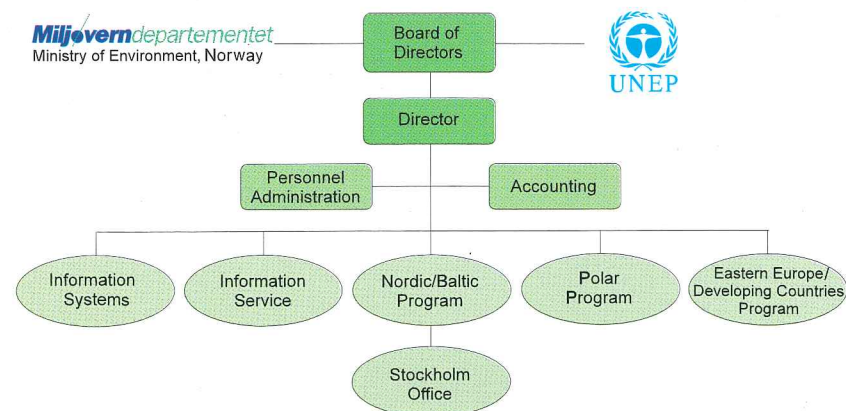 Miljøverndepartementet
Ministry of Environment, Norway
Board of
Directors
UNEP
Director
Personnel
Administration
Accounting
Information
Systems
Information
Service
Nordic/Baltic
Program
Polar
Program
Eastern Europe/
Developing Countries
Program
Stockholm
Office